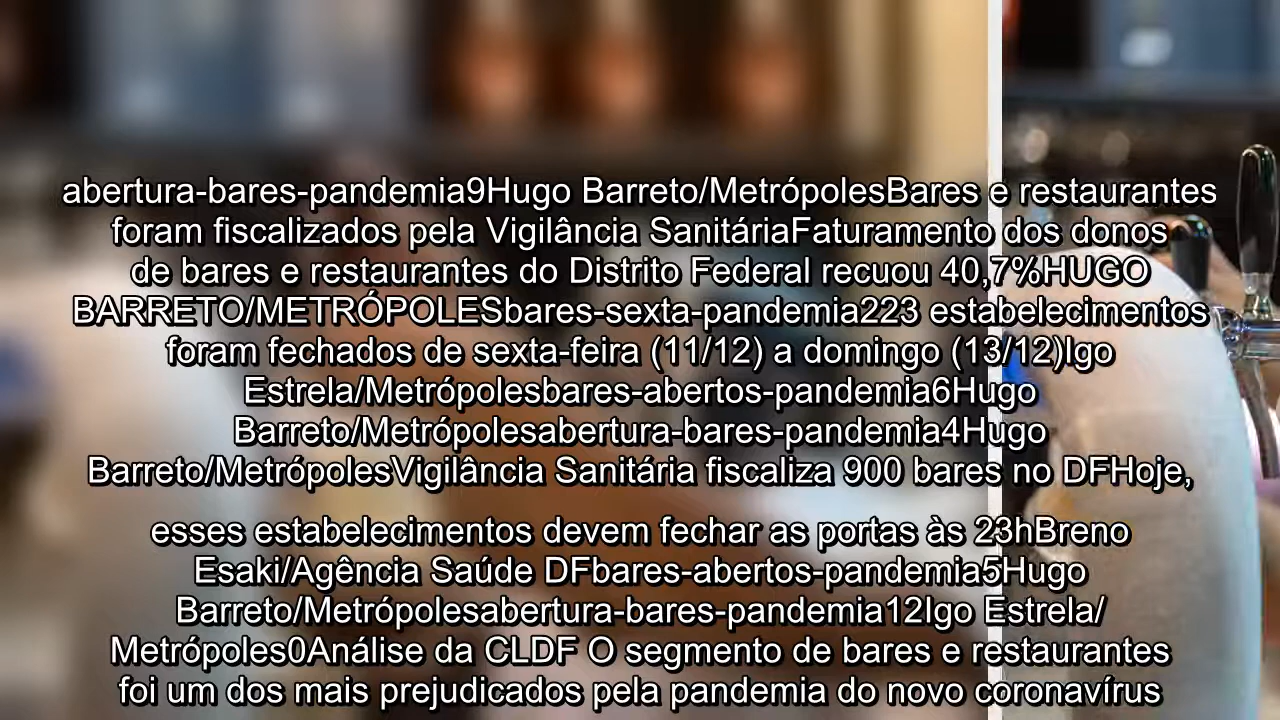 abertura-bares-pandemia9Hugo Barreto/MetrópolesBares e restaurantes
foram fiscalizados pela Vigilância SanitáriaFaturamento dos donos
de bares e restaurantes do Distrito Federal recuou 40,7%HUGO
BARRETO/METRÓPOLESbares-sexta-pandemia223 estabelecimentos
foram fechados de sexta-feira (11/12) a domingo (13/12)Igo
Estrela/Metrópolesbares-abertos-pandemia6Hugo
Barreto/Metrópolesabertura-bares-pandemia4Hugo
Barreto/MetrópolesVigilância Sanitária fiscaliza 900 bares no DFHoje,
esses estabelecimentos devem fechar as portas às 23hBreno
Esaki/Agência Saúde DFbares-abertos-pandemia5Hugo
Barreto/Metrópolesabertura-bares-pandemia12Igo Estrela/
Metrópoles0Análise da CLDF O segmento de bares e restaurantes
foi um dos mais prejudicados pela pandemia do novo coronavírus